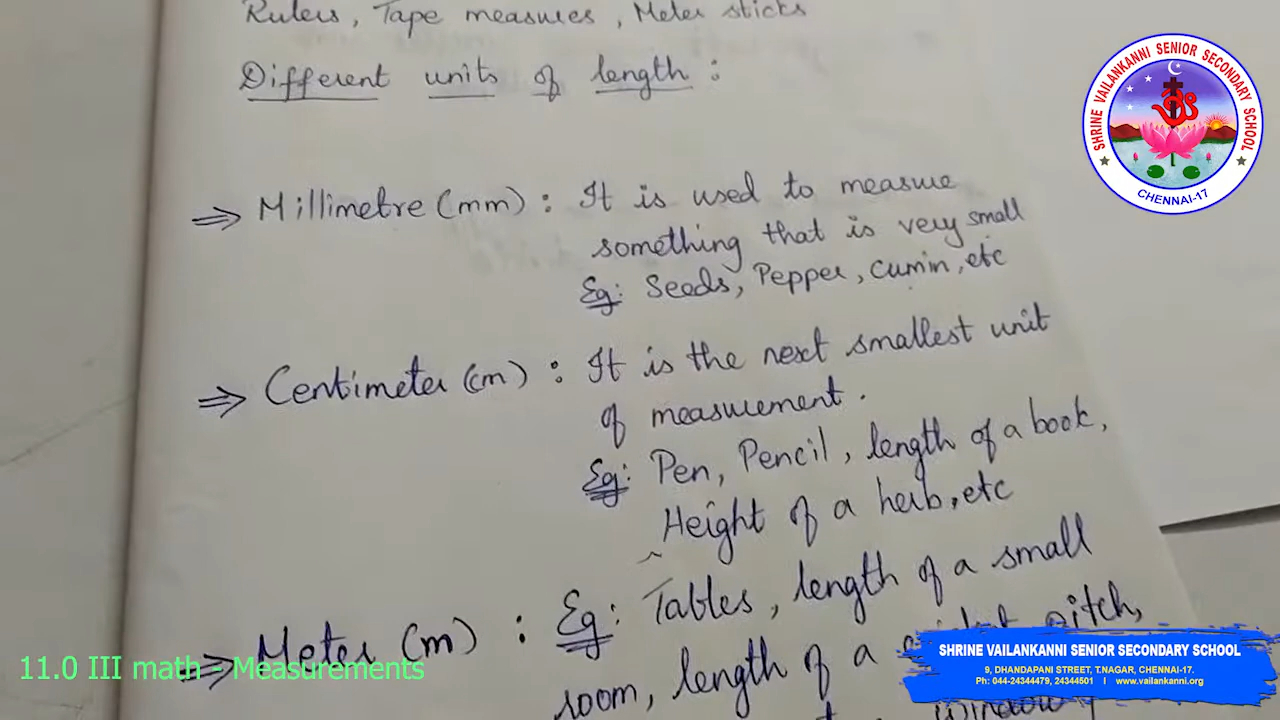 Rulers, Tape measures, Meter sticks
Different units of length :
⇒ Millimetre (mm) : It is used to measure
something that is very small
Eg: Seeds, Pepper, Cumin, etc
⇒ Centimeter (cm) : It is the next smallest unit
of measurement.
Eg: Pen, Pencil, length of a book,
Height of a herb, etc
⇒ Meter (m) : Eg: Tables, length of a small
room, length of a cricket pitch,
window
SHRINE VAILANKANNI SENIOR SECONDARY SCHOOL
CHENNAI-17
11.0 III math - Measurements
SHRINE VAILANKANNI SENIOR SECONDARY SCHOOL
9, DHANDAPANI STREET, T.NAGAR, CHENNAI-17.
Ph: 044-24344479, 24344501 I www.vailankanni.org